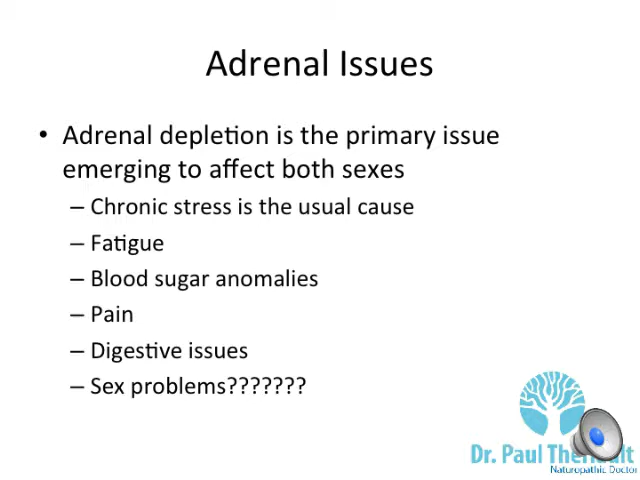 Adrenal Issues
• Adrenal depletion is the primary issue
emerging to affect both sexes
– Chronic stress is the usual cause
– Fatigue
– Blood sugar anomalies
– Pain
– Digestive issues
– Sex problems???????
Dr. Paul
Naturopathic Doctor